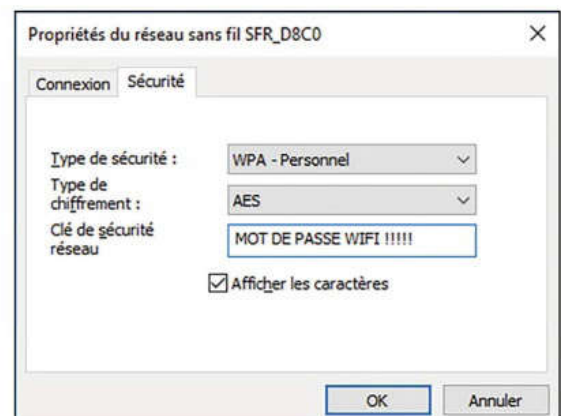 Propriétés du réseau sans fil SFR_D8C0
Connexion Sécurité
Type de sécurité : WPA - Personnel
Type de
chiffrement : AES
Clé de sécurité
réseau MOT DE PASSE WIFI !!!!!
Afficher les caractères
OK Annuler